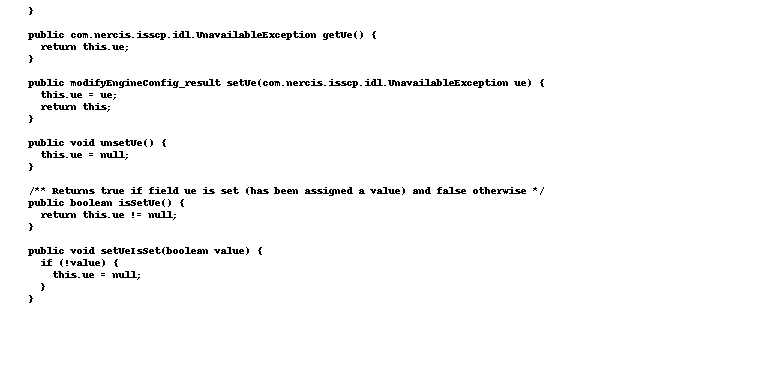 }
public com.nercis.isscp.idl.UnavailableException getUe() {
return this.ue;
}
public modifyEngineConfig_result setUe(com.nercis.isscp.idl.UnavailableException ue) {
this.ue = ue;
return this;
}
public void unsetUe() {
this.ue = null;
}
/** Returns true if field ue is set (has been assigned a value) and false otherwise */
public boolean isSetUe() {
return this.ue != null;
}
public void setUeIsSet(boolean value) {
if (!value) {
this.ue = null;
}
}